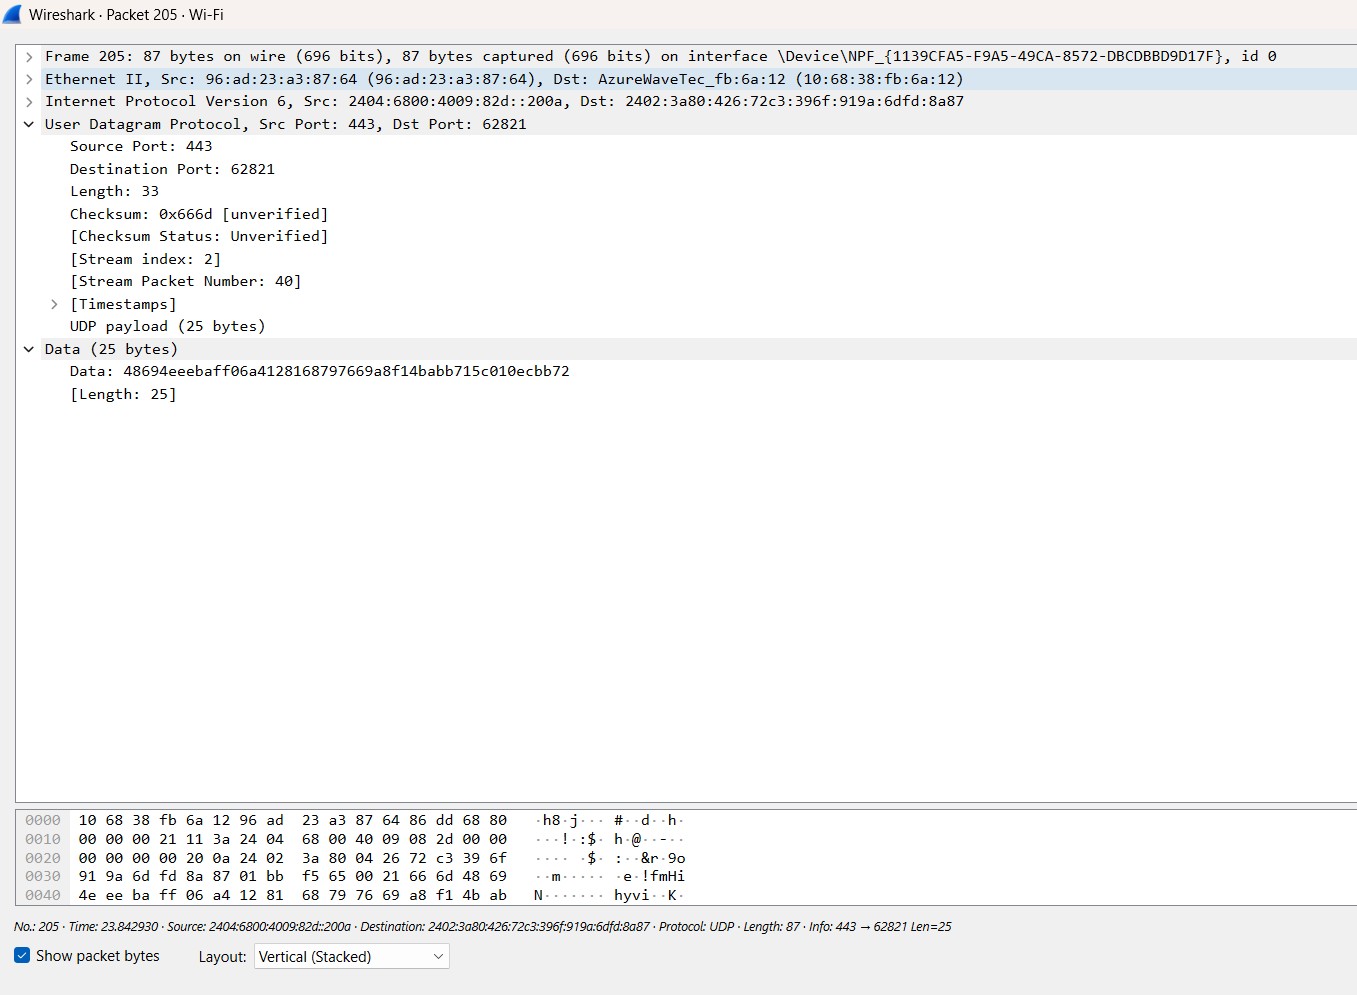 Wireshark · Packet 205 · Wi-Fi
Frame 205: 87 bytes on wire (696 bits), 87 bytes captured (696 bits) on interface \Device\NPF_{1139CFA5-F9A5-49CA-8572-DBCDBBD9D17F}, id 0
Ethernet II, Src: 96:ad:23:a3:87:64 (96:ad:23:a3:87:64), Dst: AzureWaveTec_fb:6a:12 (10:68:38:fb:6a:12)
Internet Protocol Version 6, Src: 2404:6800:4009:82d::200a, Dst: 2402:3a80:426:72c3:396f:919a:6dfd:8a87
User Datagram Protocol, Src Port: 443, Dst Port: 62821
Source Port: 443
Destination Port: 62821
Length: 33
Checksum: 0x666d [unverified]
[Checksum Status: Unverified]
[Stream index: 2]
[Stream Packet Number: 40]
[Timestamps]
UDP payload (25 bytes)
Data (25 bytes)
Data: 48694eeebaff06a4128168797669a8f14babb715c010ecbb72
[Length: 25]
0000 10 68 38 fb 6a 12 96 ad 23 a3 87 64 86 dd 68 80 ·h8·j··· #··d··h·
0010 00 00 00 21 11 3a 24 04 68 00 40 09 08 2d 00 00 ···!·:$· h·@··-··
0020 00 00 00 00 20 0a 24 02 3a 80 04 26 72 c3 39 6f ···· ·$· :··&r·9o
0030 91 9a 6d fd 8a 87 01 bb f5 65 00 21 66 6d 48 69 ··m····· ·e·!fmHi
0040 4e ee ba ff 06 a4 12 81 68 79 76 69 a8 f1 4b ab N······· hyvi··K·
No.: 205 · Time: 23.842930 · Source: 2404:6800:4009:82d::200a · Destination: 2402:3a80:426:72c3:396f:919a:6dfd:8a87 · Protocol: UDP · Length: 87 · Info: 443 → 62821 Len=25
Show packet bytes Layout: Vertical (Stacked)